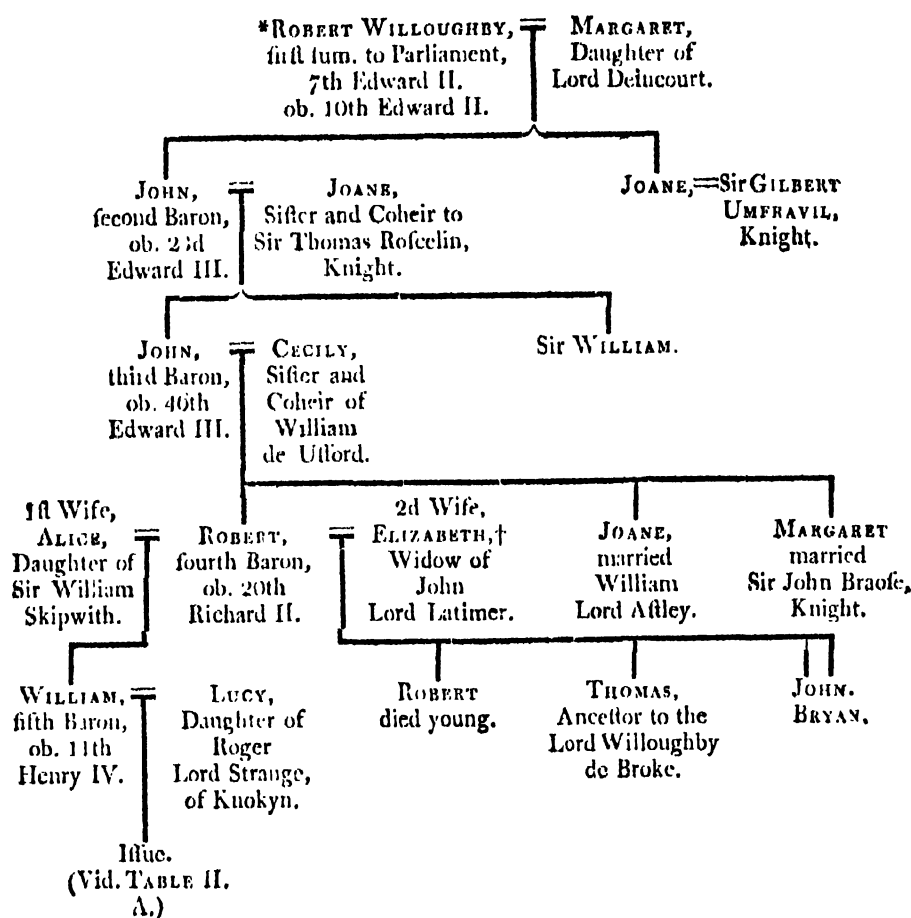 *ROBERT WILLOUGHBY,
firſt ſum. to Parliament,
7th Edward II.
ob. 10th Edward II.
MARGARET,
Daughter of
Lord Deincourt.
JOHN,
ſecond Baron,
ob. 23d
Edward III.
JOANE,
Siſter and Coheir to
Sir Thomas Roſcelin,
Knight.
JOANE,
Sir GILBERT
UMFRAVIL,
Knight.
JOHN,
third Baron,
ob. 46th
Edward III.
CECILY,
Siſter and
Coheir of
William
de Ufford.
Sir WILLIAM.
1ſt Wife,
ALICE,
Daughter of
Sir William
Skipwith.
ROBERT,
fourth Baron,
ob. 20th
Richard II.
2d Wife,
ELIZABETH,†
Widow of
John
Lord Latimer.
JOANE,
married
William
Lord Aſtley.
MARGARET
married
Sir John Braoſe,
Knight.
WILLIAM,
fifth Baron,
ob. 11th
Henry IV.
LUCY,
Daughter of
Roger
Lord Strange,
of Knokyn.
ROBERT
died young.
THOMAS,
Anceſtor to the
Lord Willoughby
de Broke.
JOHN.
BRYAN.
Iſſue.
(Vid. TABLE II.
A.)